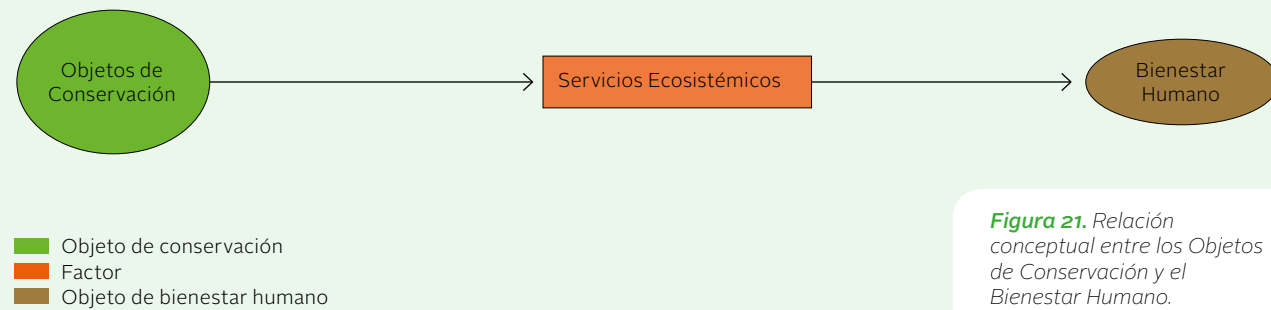 Objetos de
Conservación
Servicios Ecosistémicos
Bienestar
Humano
Objeto de conservación
Factor
Objeto de bienestar humano
Figura 21. Relación
conceptual entre los Objetos
de Conservación y el
Bienestar Humano.